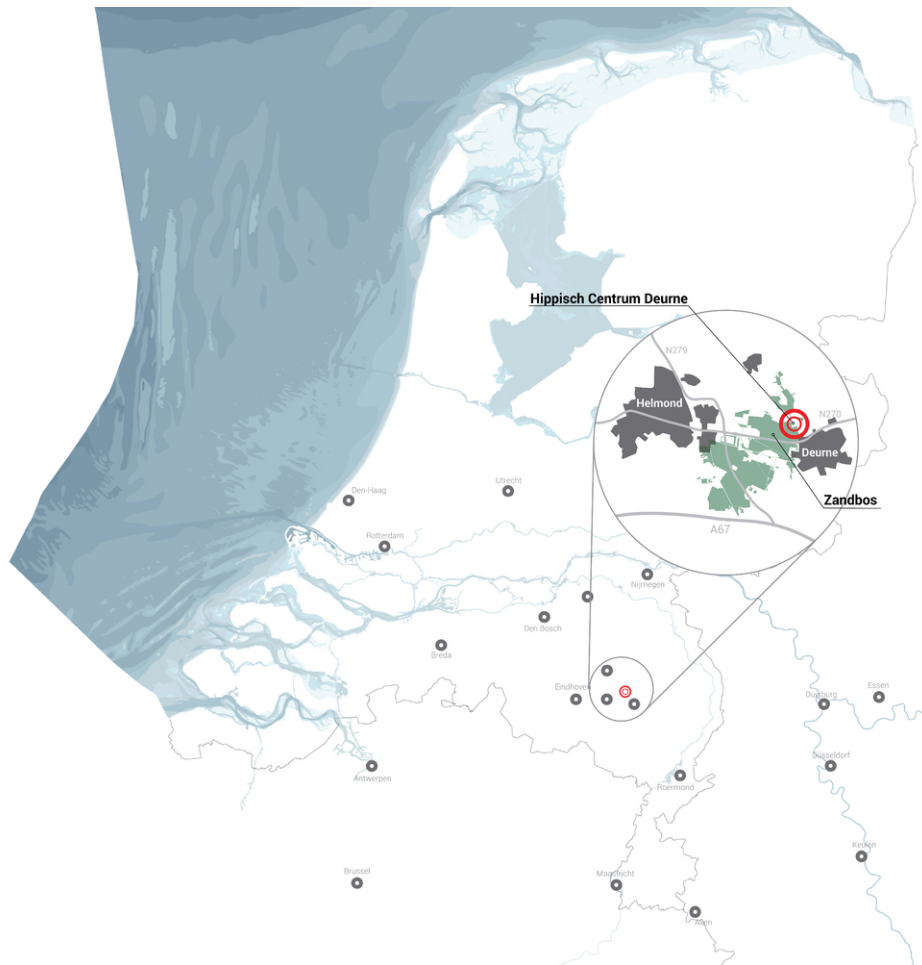 Hippisch Centrum Deurne
N279
Helmond
N270
Deurne
Zandbos
A67
Utrecht
Den-Haag
Rotterdam
Nijmegen
Den Bosch
Breda
Eindhoven
Essen
Duisburg
Düsseldorf
Antwerpen
Roermond
Keulen
Brussel
Maastricht
Aken